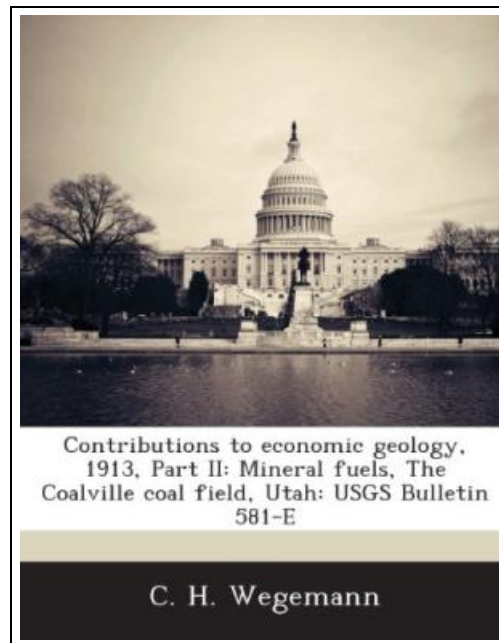 Contributions to economic geology,
1913, Part II: Mineral fuels, The
Coalville coal field, Utah: USGS Bulletin
581-E
C. H. Wegemann